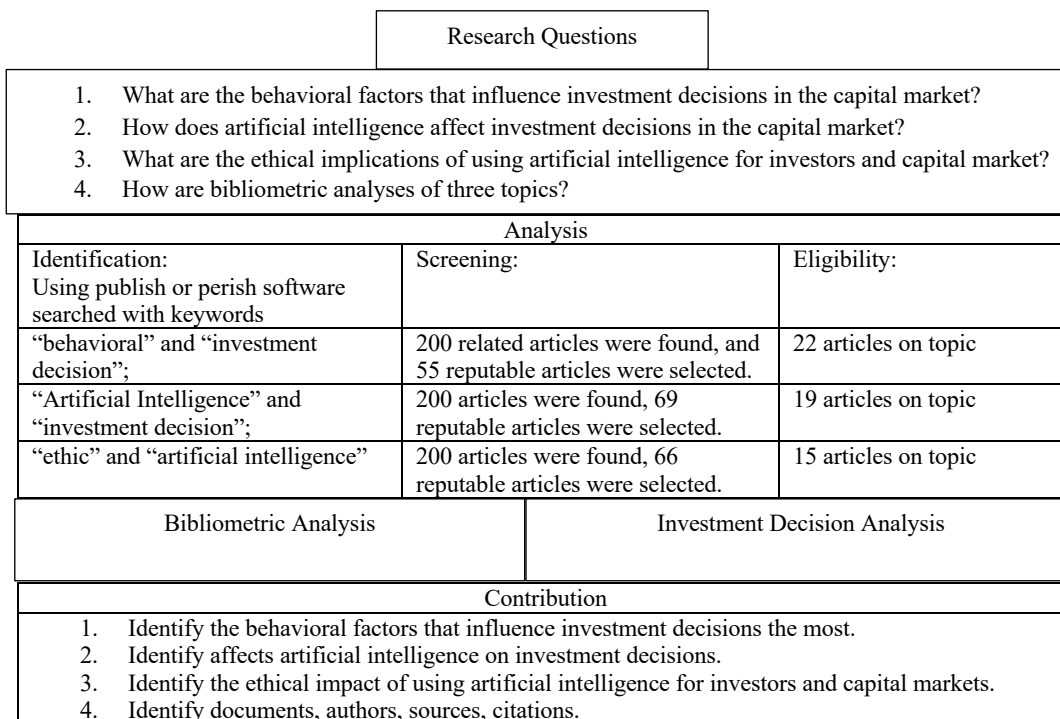 Research Questions
1. What are the behavioral factors that influence investment decisions in the capital market?
2. How does artificial intelligence affect investment decisions in the capital market?
3. What are the ethical implications of using artificial intelligence for investors and capital market?
4. How are bibliometric analyses of three topics?
Analysis
Identification:
Using publish or perish software
searched with keywords
Screening:
Eligibility:
“behavioral” and “investment
decision”;
200 related articles were found, and
55 reputable articles were selected.
22 articles on topic
“Artificial Intelligence” and
“investment decision”;
200 articles were found, 69
reputable articles were selected.
19 articles on topic
“ethic” and “artificial intelligence”
200 articles were found, 66
reputable articles were selected.
15 articles on topic
Bibliometric Analysis
Investment Decision Analysis
Contribution
1. Identify the behavioral factors that influence investment decisions the most.
2. Identify affects artificial intelligence on investment decisions.
3. Identify the ethical impact of using artificial intelligence for investors and capital markets.
4. Identify documents, authors, sources, citations.